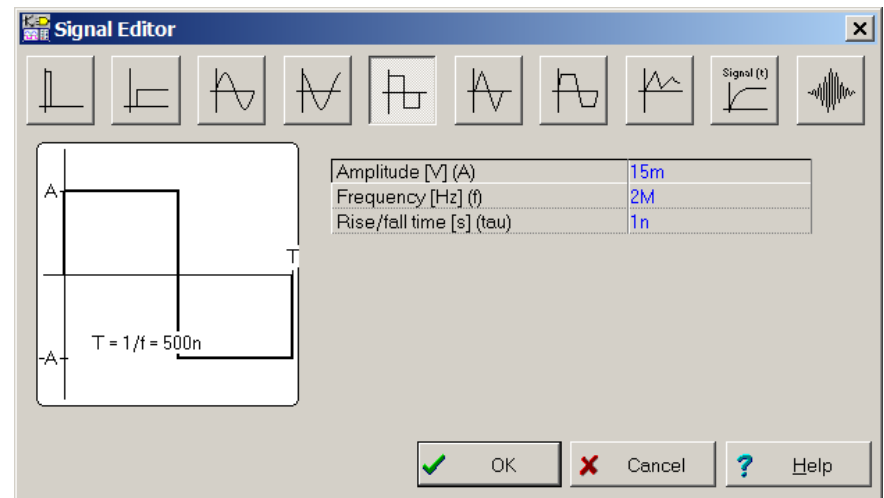 Signal Editor
Signal (t)
A
T
T = 1/f = 500n
-A
Amplitude [V] (A) 15m
Frequency [Hz] (f) 2M
Rise/fall time [s] (tau) 1n
OK Cancel ? Help